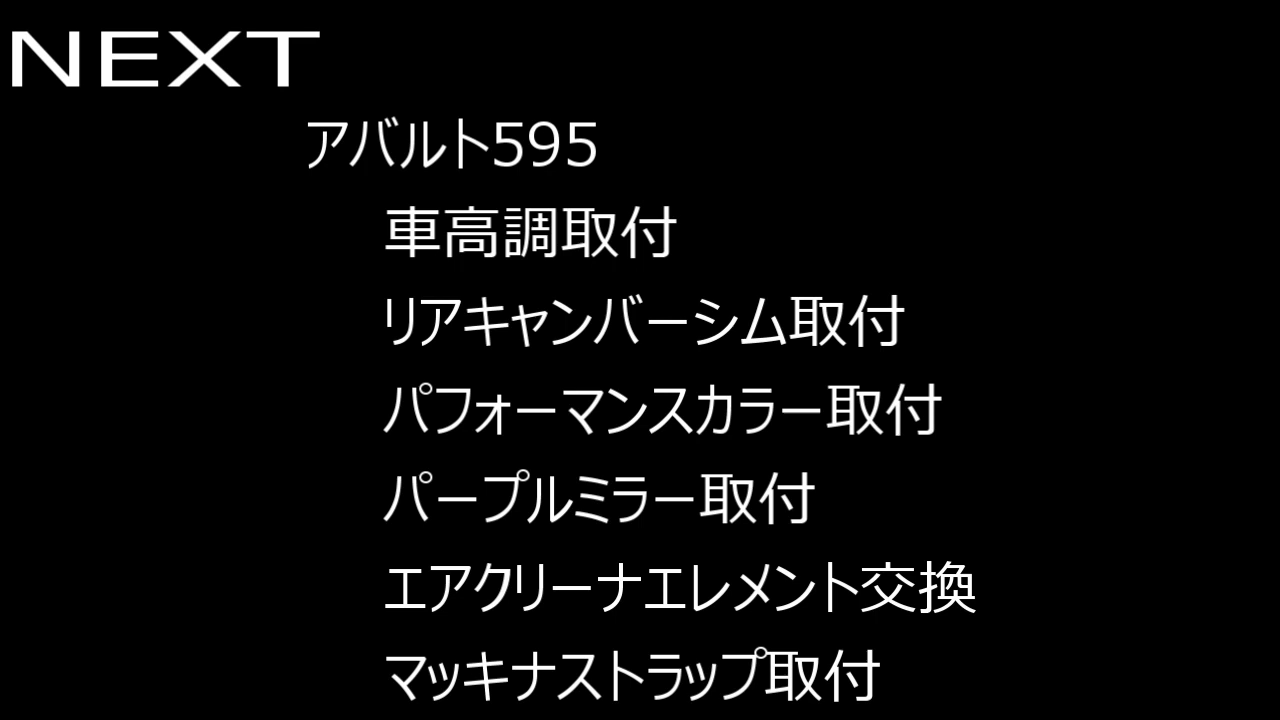 NEXT
アバルト595
車高調取付
リアキャンバーシム取付
パフォーマンスカラー取付
パープルミラー取付
エアクリーナエレメント交換
マッキナストラップ取付